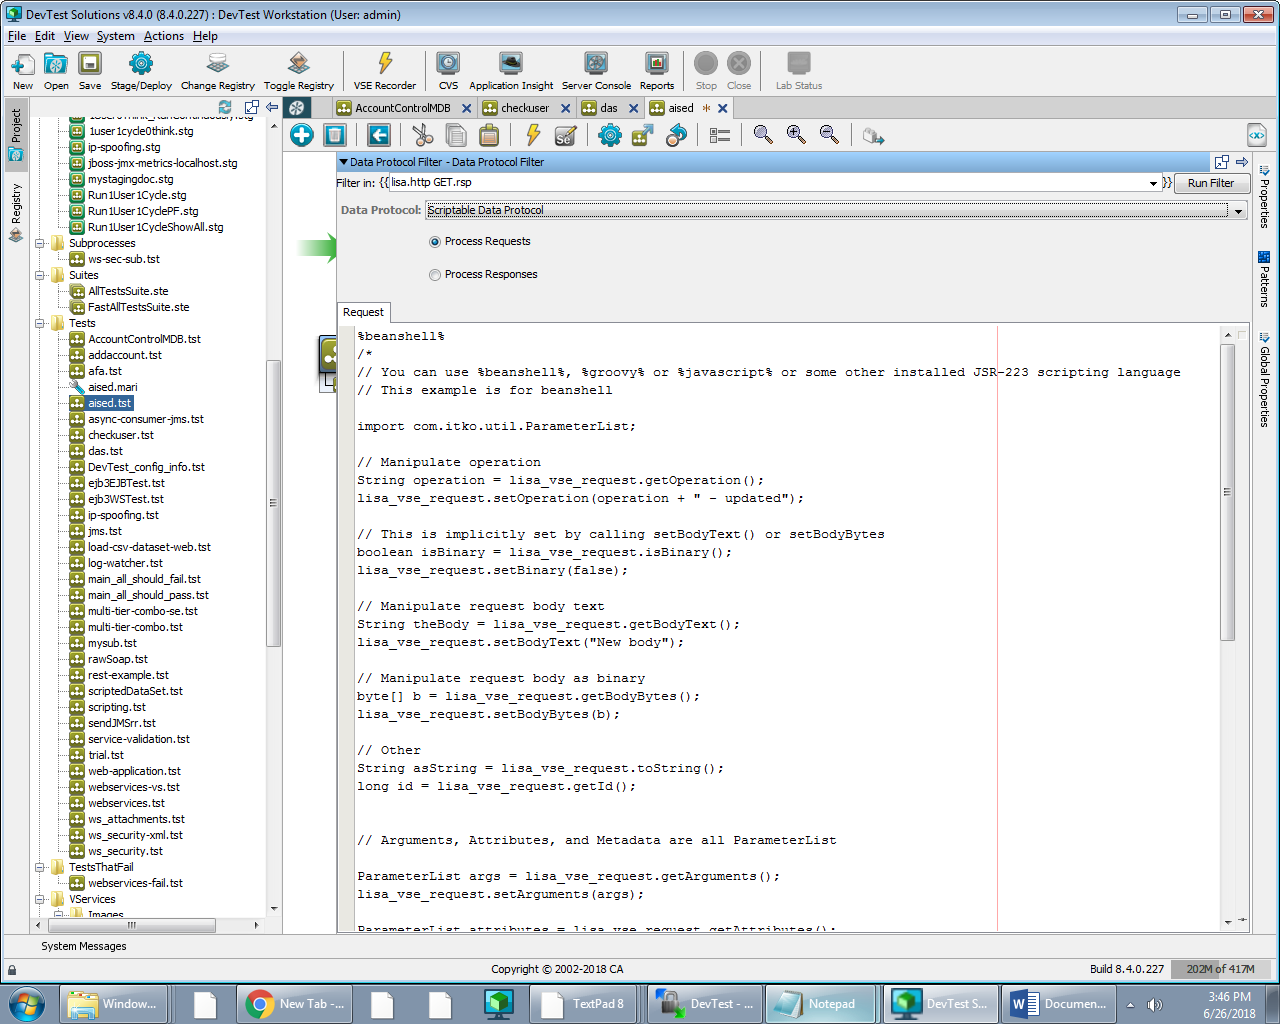 DevTest Solutions v8.4.0 (8.4.0.227) : DevTest Workstation (User: admin)
File Edit View System Actions Help
New Open Save Stage/Deploy Change Registry Toggle Registry VSE Recorder CVS Application Insight Server Console Reports Stop Close Lab Status
AccountControlMDB checkuser das aised
Project
Registry
1user1cycle0think.stg
ip-spoofing.stg
jboss-jmx-metrics-localhost.stg
mystagingdoc.stg
Run1User1Cycle.stg
Run1User1CyclePF.stg
Run1User1CycleShowAll.stg
Subprocesses
ws-sec-sub.tst
Suites
AllTestsSuite.ste
FastAllTestsSuite.ste
Tests
AccountControlMDB.tst
addaccount.tst
afa.tst
aised.mari
aised.tst
async-consumer-jms.tst
checkuser.tst
das.tst
DevTest_config_info.tst
ejb3EJBTest.tst
ejb3WSTest.tst
ip-spoofing.tst
jms.tst
load-csv-dataset-web.tst
log-watcher.tst
main_all_should_fail.tst
main_all_should_pass.tst
multi-tier-combo-se.tst
multi-tier-combo.tst
mysub.tst
rawSoap.tst
rest-example.tst
scriptedDataSet.tst
scripting.tst
sendJMSrr.tst
service-validation.tst
trial.tst
web-application.tst
webservices-vs.tst
webservices.tst
ws_attachments.tst
ws_security-xml.tst
ws_security.tst
TestsThatFail
webservices-fail.tst
VServices
Images
Data Protocol Filter - Data Protocol Filter
Filter in: {{lisa.http GET.rsp }} Run Filter
Data Protocol: Scriptable Data Protocol
Process Requests
Process Responses
Request
%beanshell%
/*
// You can use %beanshell%, %groovy% or %javascript% or some other installed JSR-223 scripting language
// This example is for beanshell
import com.itko.util.ParameterList;
// Manipulate operation
String operation = lisa_vse_request.getOperation();
lisa_vse_request.setOperation(operation + " - updated");
// This is implicitly set by calling setBodyText() or setBodyBytes
boolean isBinary = lisa_vse_request.isBinary();
lisa_vse_request.setBinary(false);
// Manipulate request body text
String theBody = lisa_vse_request.getBodyText();
lisa_vse_request.setBodyText("New body");
// Manipulate request body as binary
byte[] b = lisa_vse_request.getBodyBytes();
lisa_vse_request.setBodyBytes(b);
// Other
String asString = lisa_vse_request.toString();
long id = lisa_vse_request.getId();
// Arguments, Attributes, and Metadata are all ParameterList
ParameterList args = lisa_vse_request.getArguments();
lisa_vse_request.setArguments(args);
ParameterList attributes = lisa_vse_request.getAttributes();
Properties
Patterns
Global Properties
System Messages
Copyright © 2002-2018 CA
Build 8.4.0.227 202M of 417M
Window... New Tab -... TextPad 8 DevTest - ... Notepad DevTest S... Documen...
3:46 PM
6/26/2018